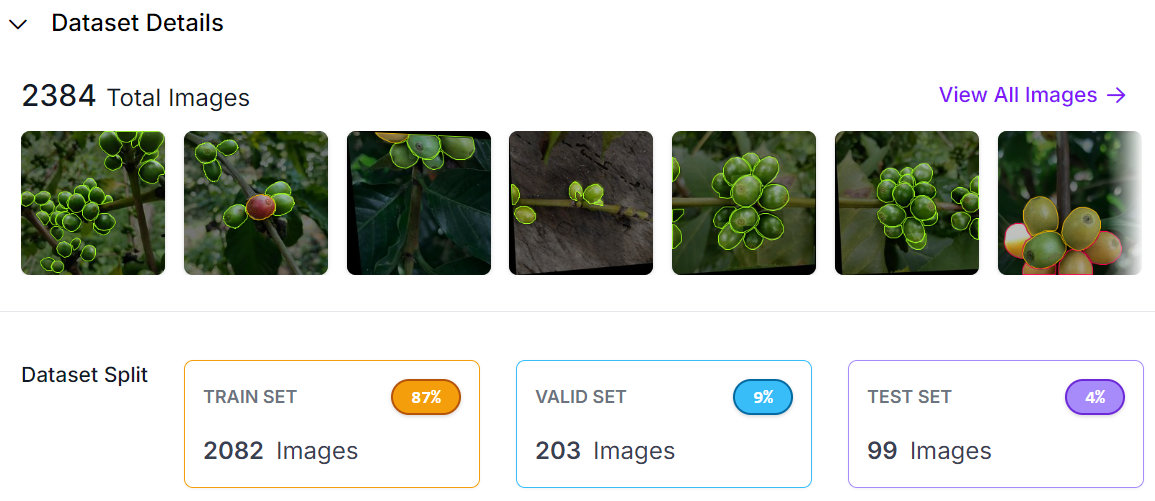 Dataset Details
2384 Total Images
View All Images →
Dataset Split
TRAIN SET
87%
2082 Images
VALID SET
9%
203 Images
TEST SET
4%
99 Images